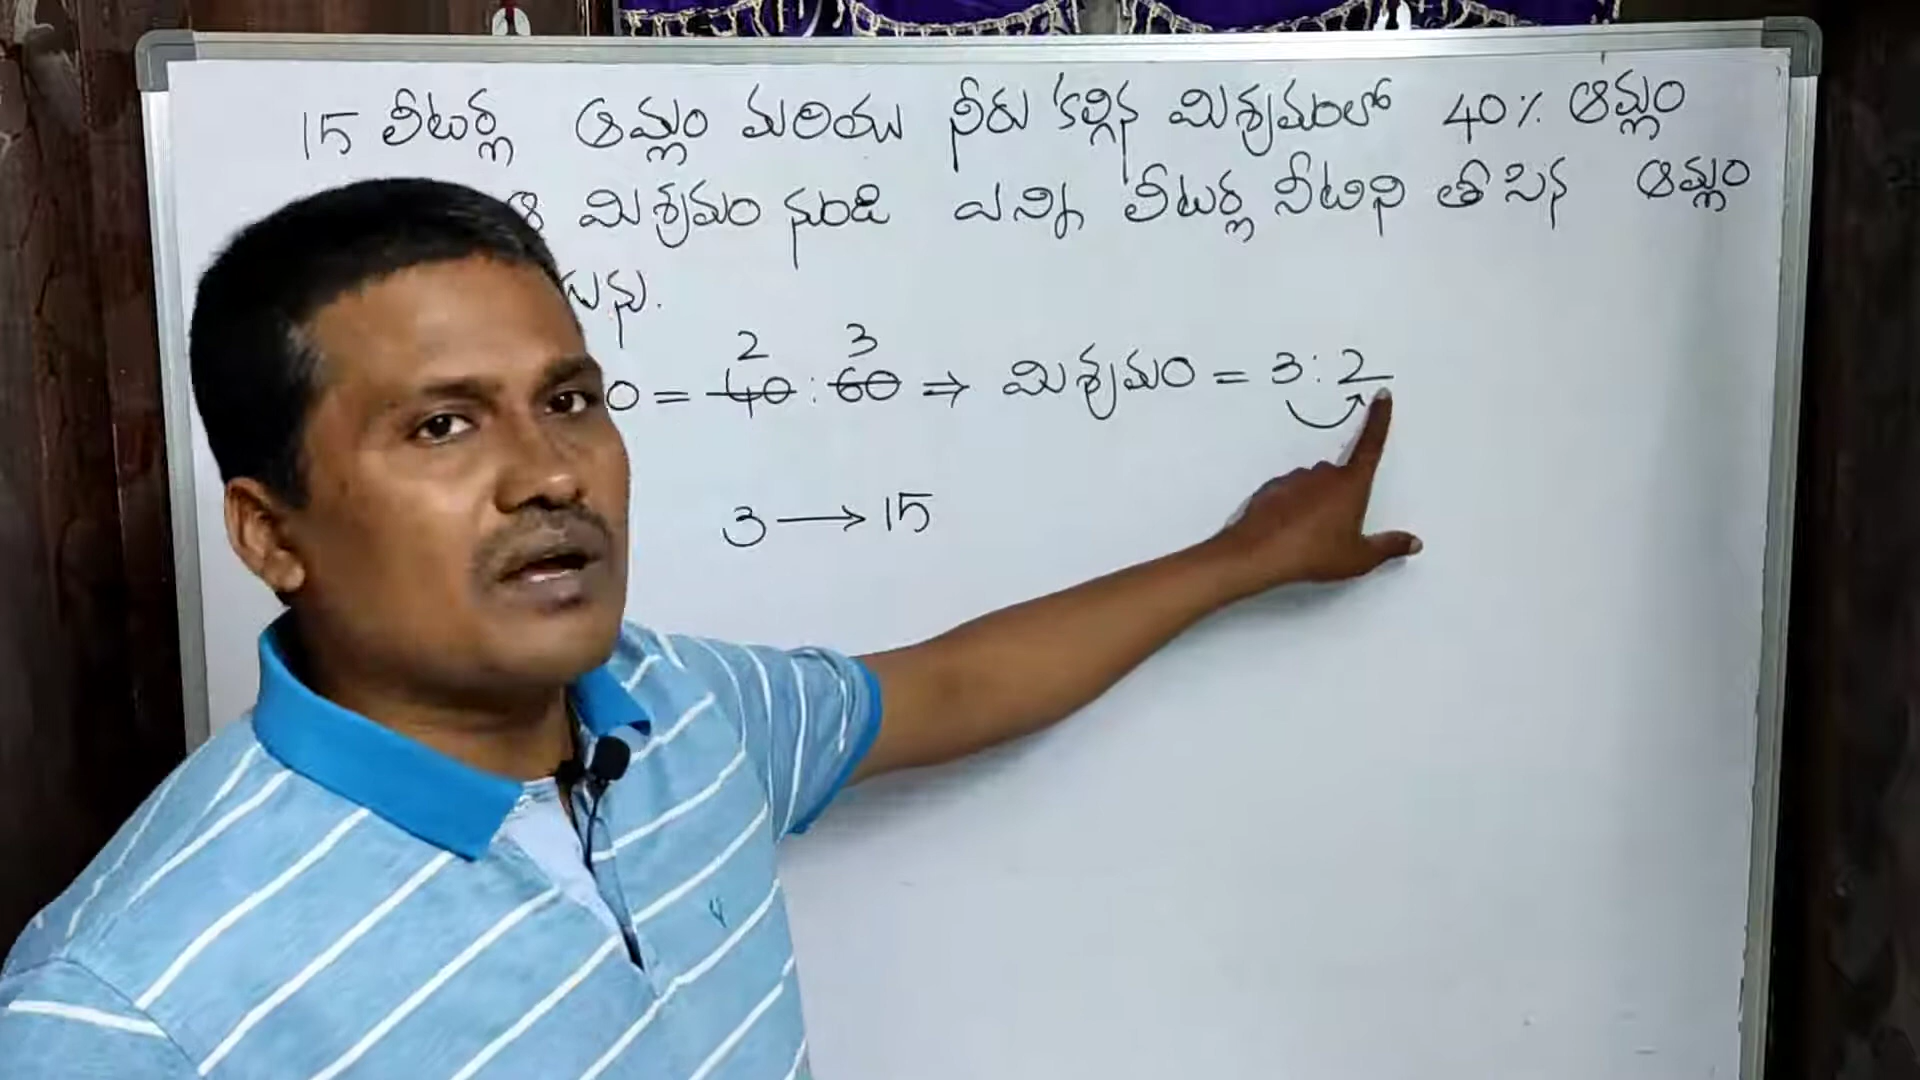 15 లీటర్ల ఆమ్లం మరియు నీరు కల్గిన మిశ్రమంలో 40% ఆమ్లం
ఆ మిశ్రమం నుండి ఎన్ని లీటర్ల నీటిని తీసిన ఆమ్లం
2 3
= 40 : 60 ⇒ మిశ్రమం = 3 : 2
3 → 15